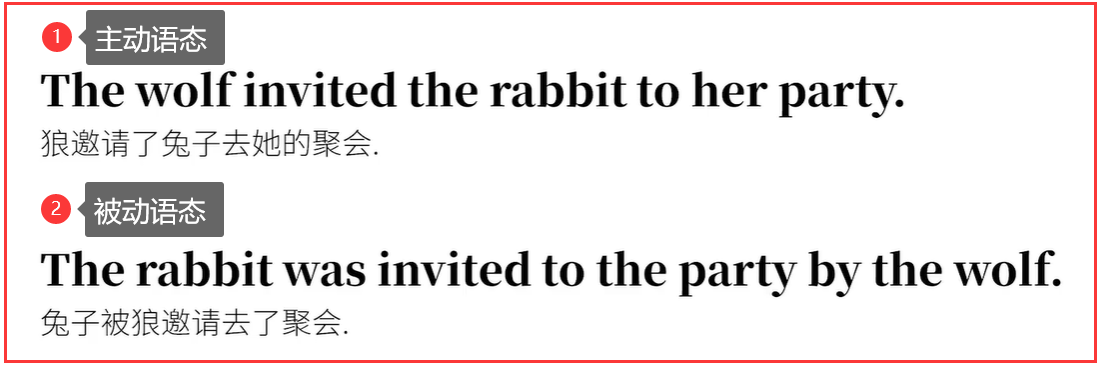 1 主动语态
The wolf invited the rabbit to her party.
狼邀请了兔子去她的聚会.
2 被动语态
The rabbit was invited to the party by the wolf.
兔子被狼邀请去了聚会.